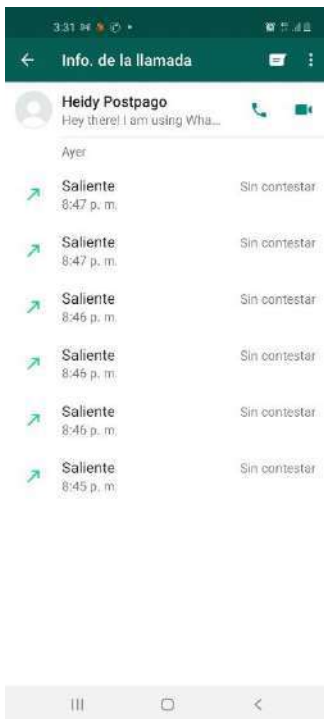 3:31
Info. de la llamada
Heidy Postpago
Hey there! I am using Wha...
Ayer
Saliente Sin contestar
8:47 p. m.
Saliente Sin contestar
8:47 p. m.
Saliente Sin contestar
8:46 p. m.
Saliente Sin contestar
8:46 p. m.
Saliente Sin contestar
8:46 p. m.
Saliente Sin contestar
8:45 p. m.